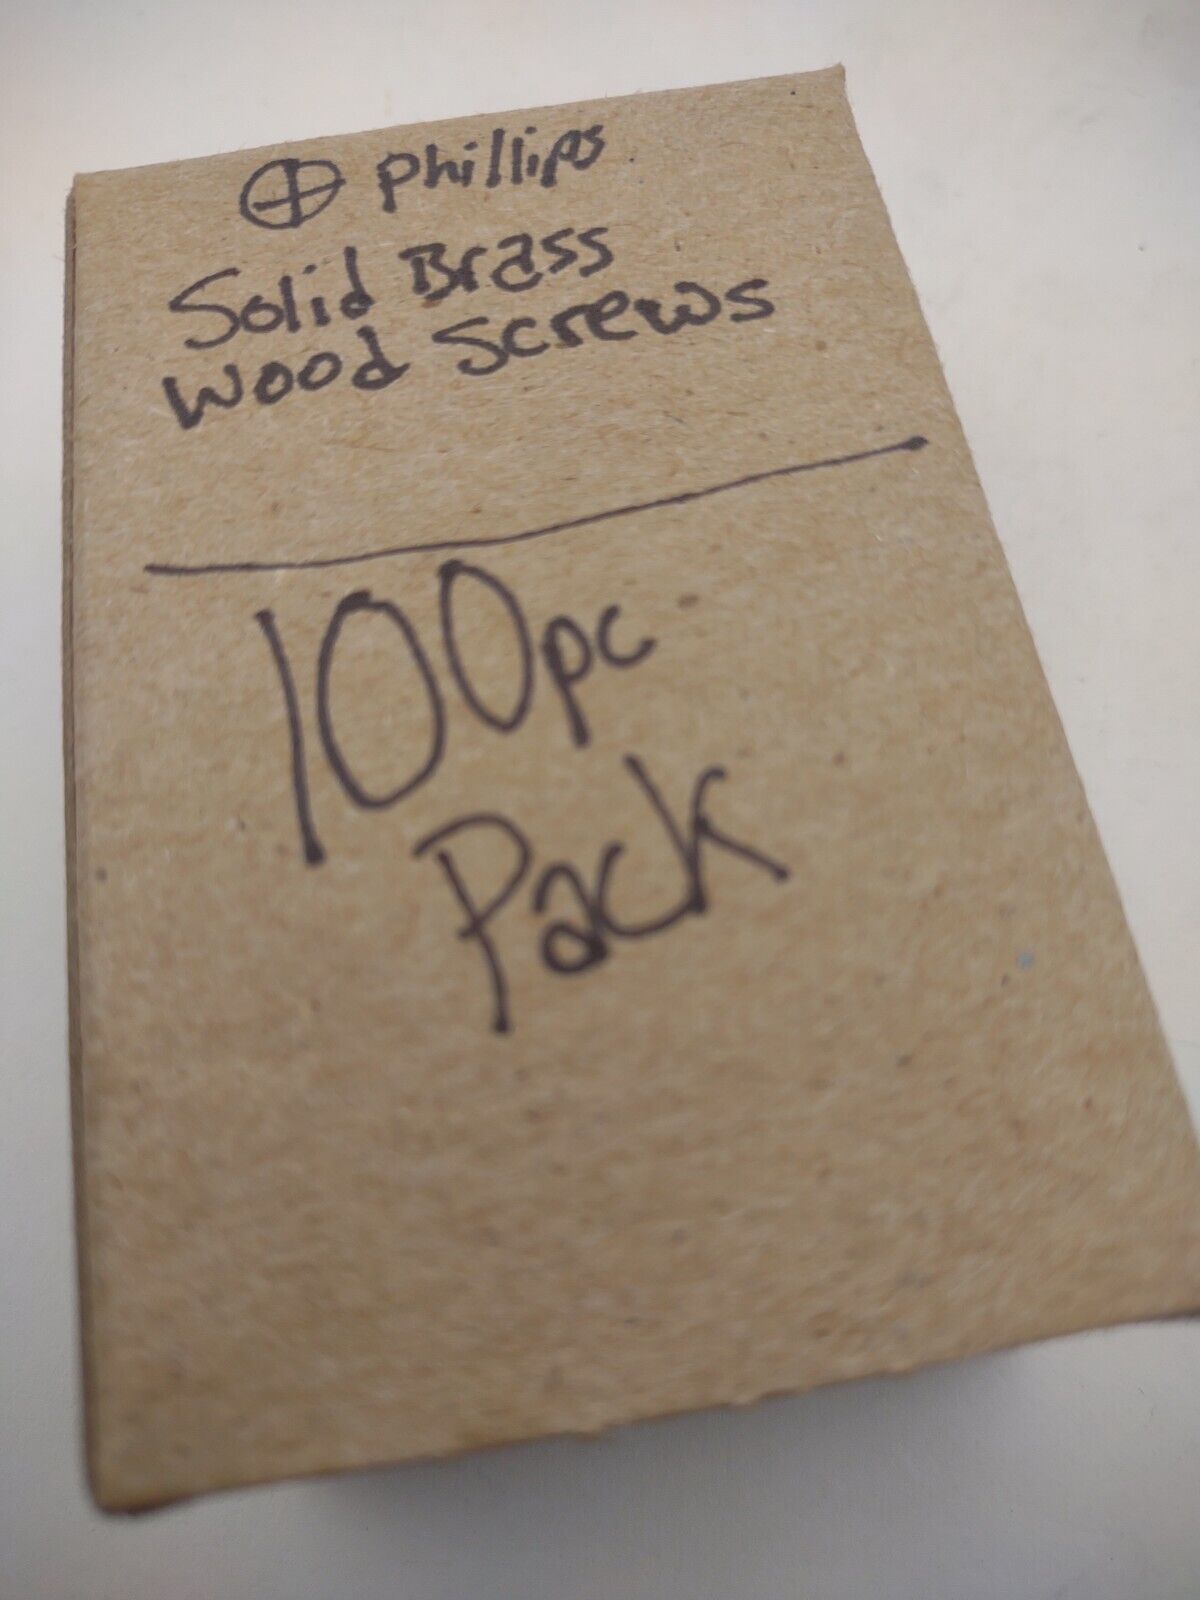 ⊕ phillips
Solid Brass
wood screws
100pc
Pack